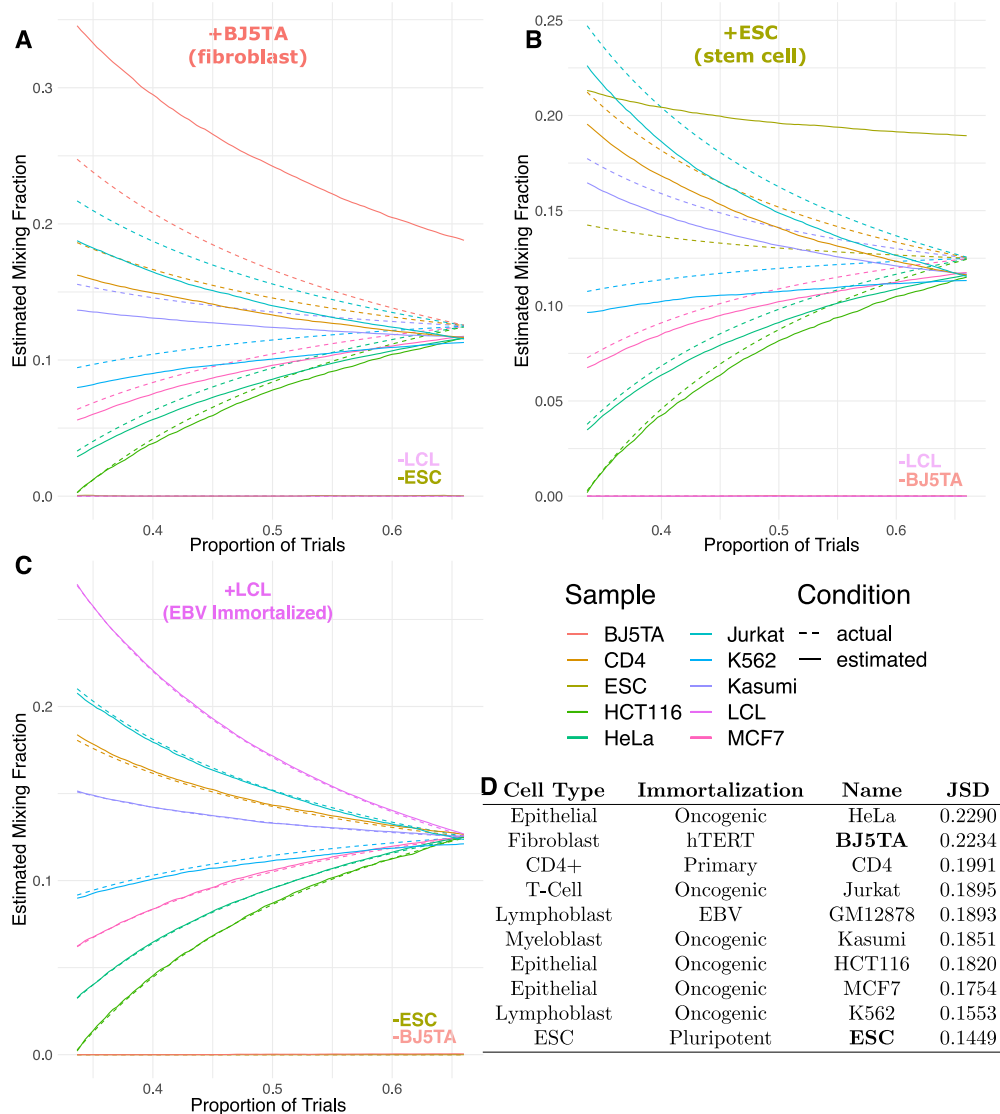 A
+BJ5TA
(fibroblast)
Estimated Mixing Fraction
0.3
0.2
0.1
0.0
-LCL
-ESC
0.4
0.5
0.6
Proportion of Trials
B
+ESC
(stem cell)
Estimated Mixing Fraction
0.25
0.20
0.15
0.10
0.05
0.00
-LCL
-BJ5TA
0.4
0.5
0.6
Proportion of Trials
C
+LCL
(EBV Immortalized)
Estimated Mixing Fraction
0.2
0.1
0.0
-ESC
-BJ5TA
0.4
0.5
0.6
Proportion of Trials
Sample
BJ5TA
CD4
ESC
HCT116
HeLa
Jurkat
K562
Kasumi
LCL
MCF7
Condition
actual
estimated
D
Cell Type Immortalization Name JSD
Epithelial Oncogenic HeLa 0.2290
Fibroblast hTERT BJ5TA 0.2234
CD4+ Primary CD4 0.1991
T-Cell Oncogenic Jurkat 0.1895
Lymphoblast EBV GM12878 0.1893
Myeloblast Oncogenic Kasumi 0.1851
Epithelial Oncogenic HCT116 0.1820
Epithelial Oncogenic MCF7 0.1754
Lymphoblast Oncogenic K562 0.1553
ESC Pluripotent ESC 0.1449